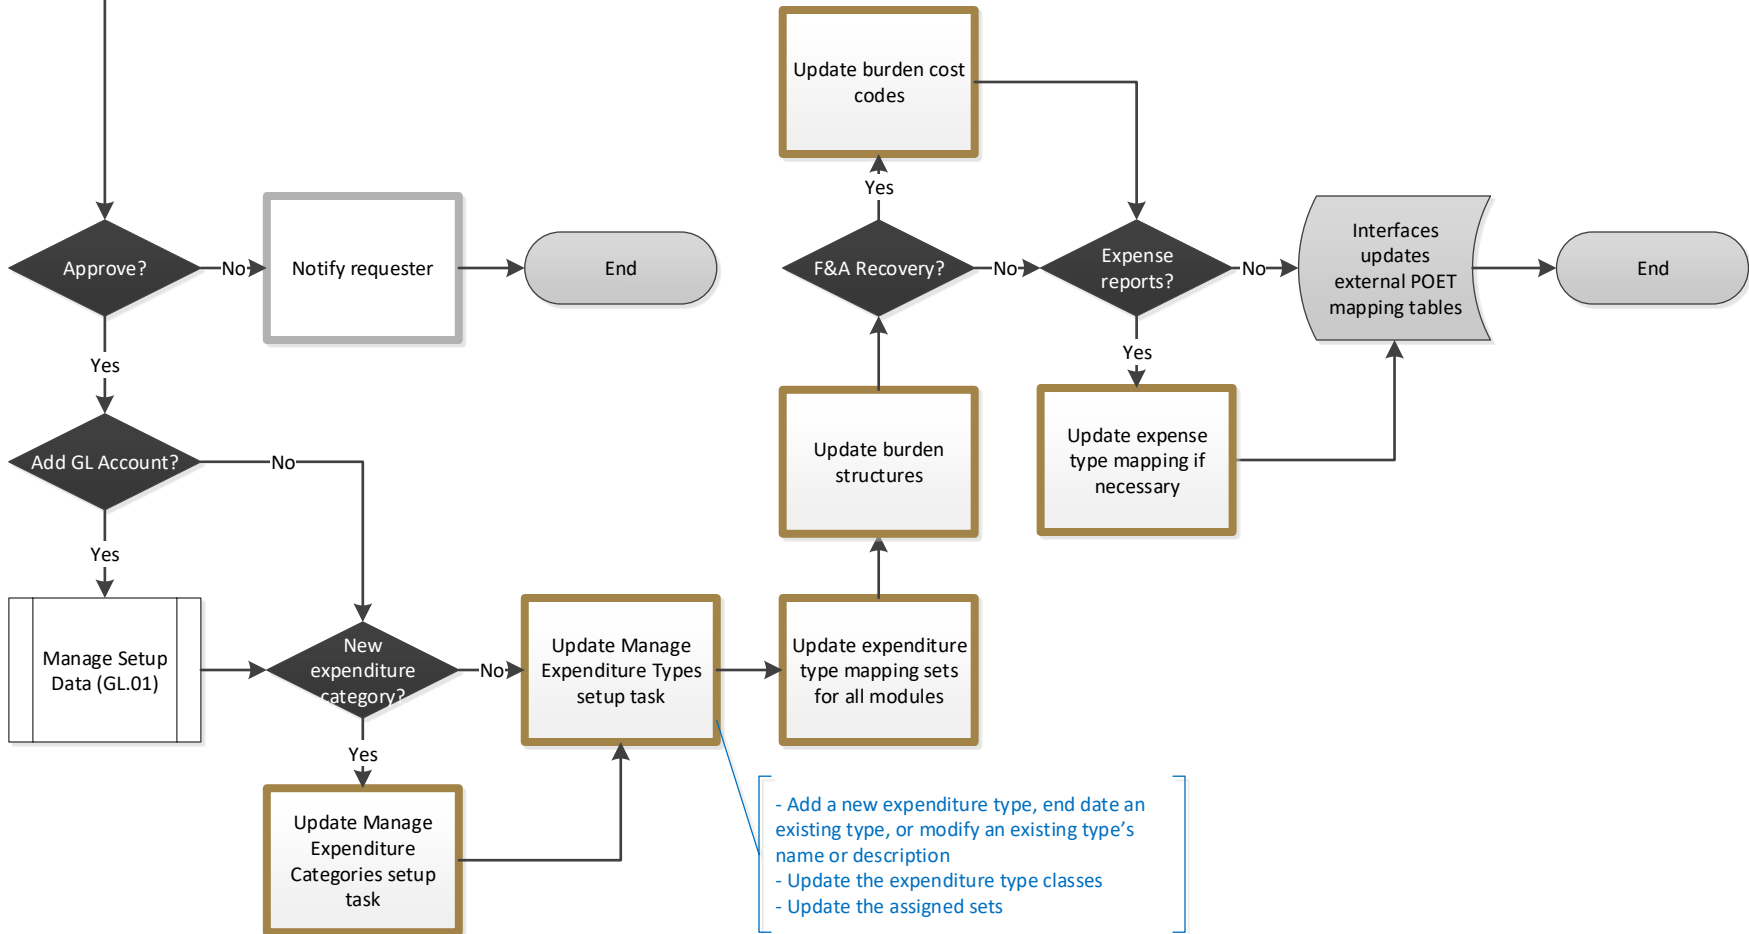 Update burden cost
codes
Yes
Approve?
No
Notify requester
End
F&A Recovery?
No
Expense
reports?
No
Interfaces
updates
external POET
mapping tables
End
Yes
Yes
Add GL Account?
No
Update burden
structures
Update expense
type mapping if
necessary
Yes
Manage Setup
Data (GL.01)
New
expenditure
category?
No
Update Manage
Expenditure Types
setup task
Update expenditure
type mapping sets
for all modules
Yes
Update Manage
Expenditure
Categories setup
task
- Add a new expenditure type, end date an
existing type, or modify an existing type’s
name or description
- Update the expenditure type classes
- Update the assigned sets